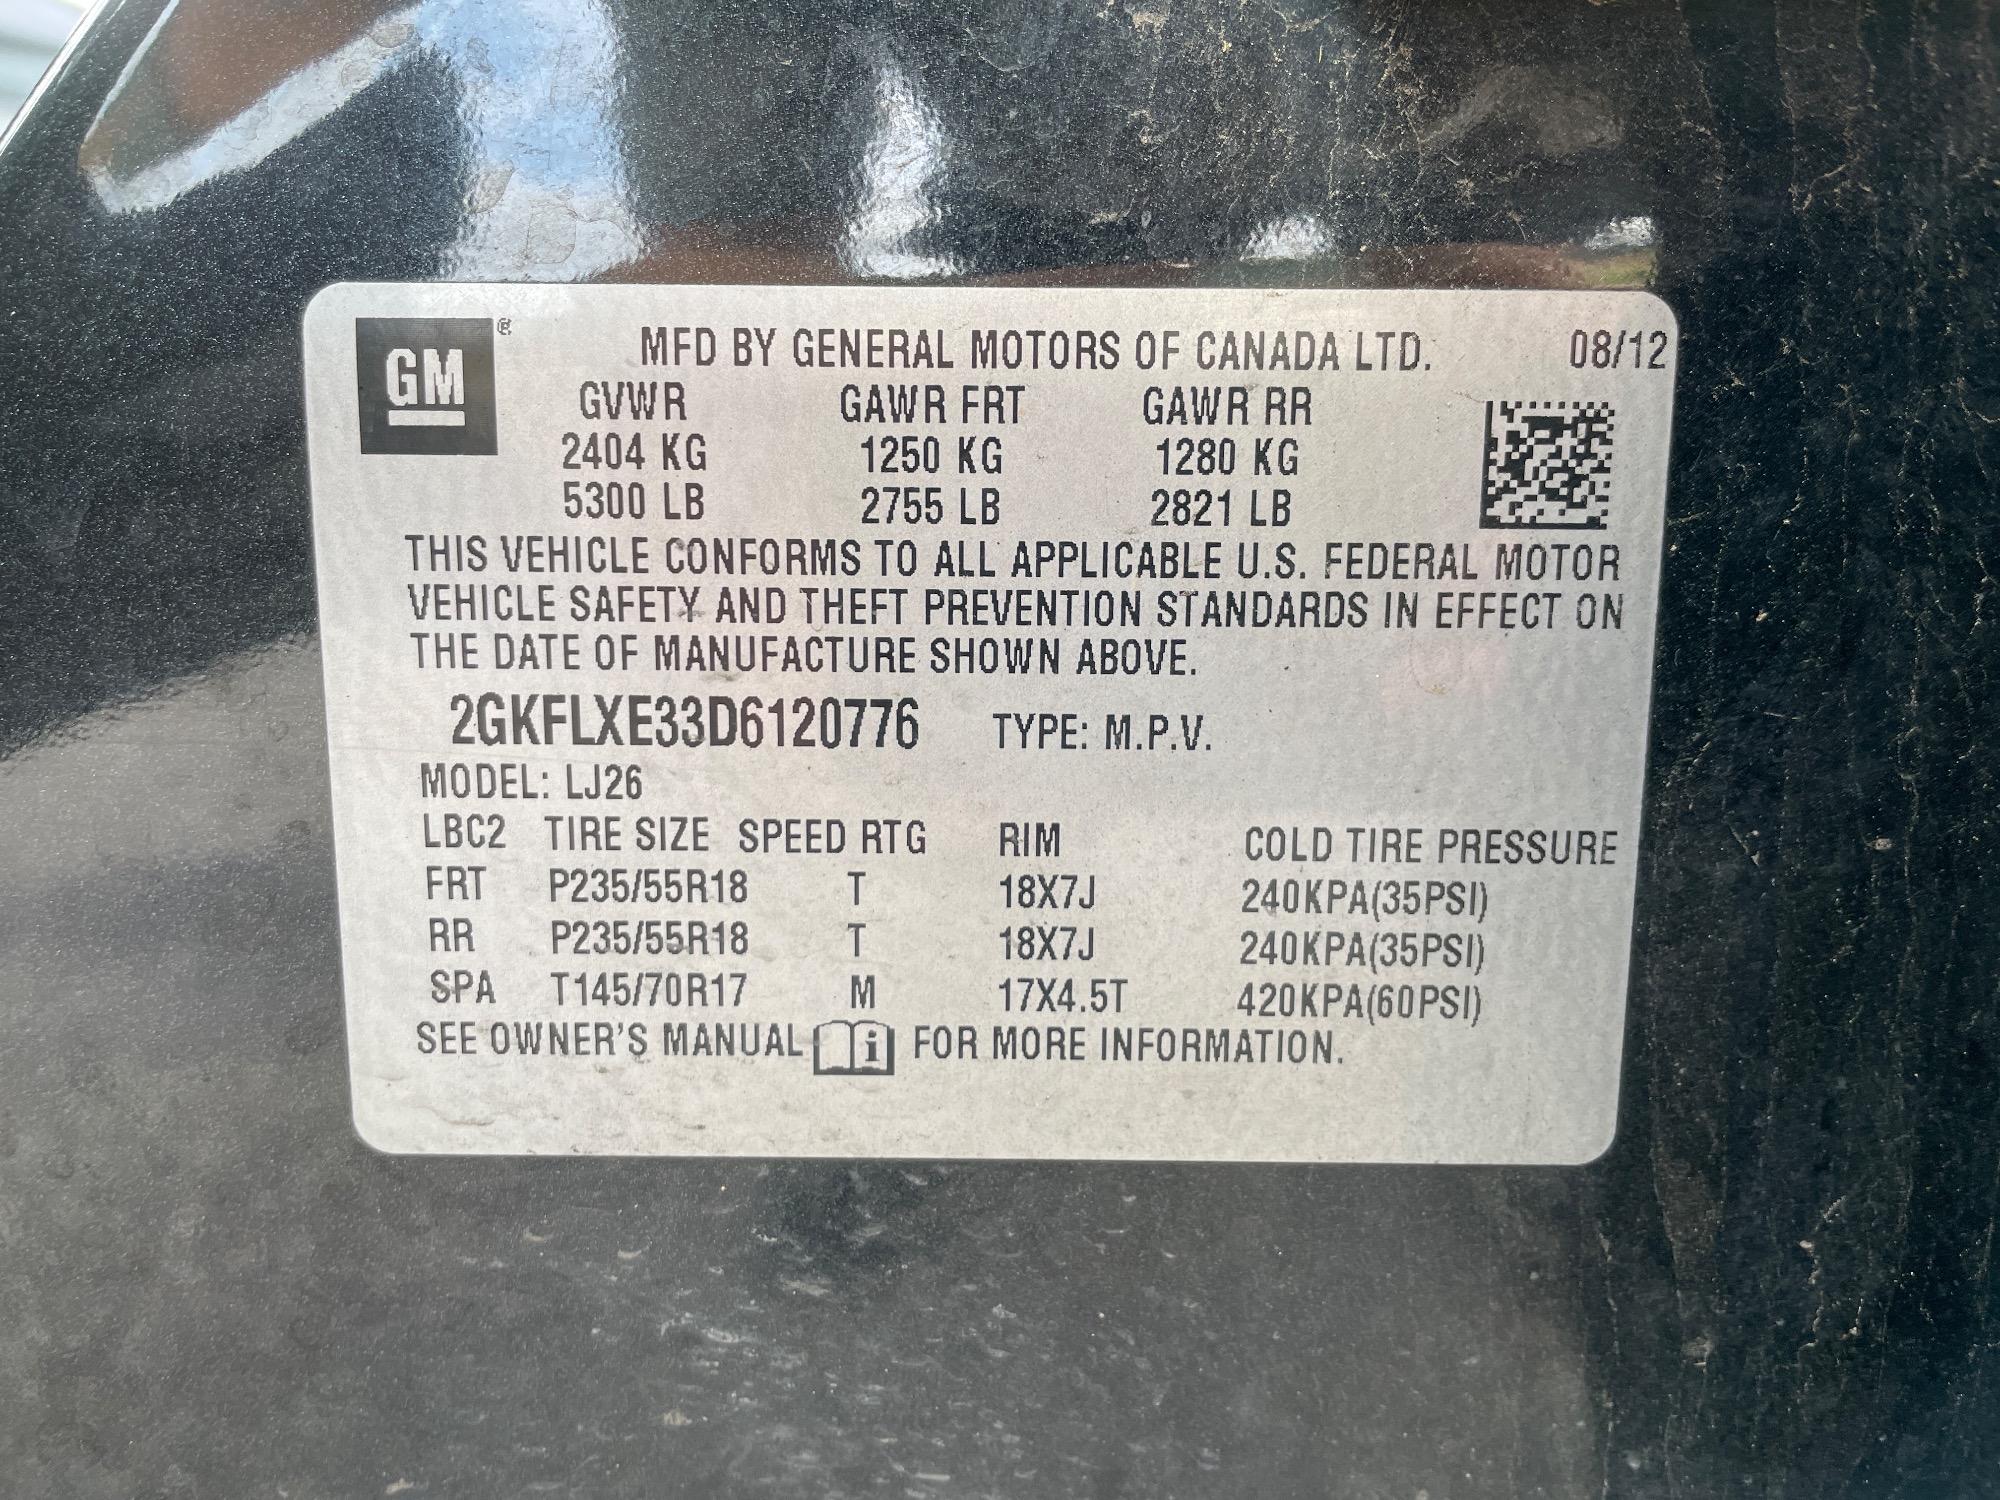 GM ® MFD BY GENERAL MOTORS OF CANADA LTD. 08/12
GVWR GAWR FRT GAWR RR
2404 KG 1250 KG 1280 KG
5300 LB 2755 LB 2821 LB
THIS VEHICLE CONFORMS TO ALL APPLICABLE U.S. FEDERAL MOTOR
VEHICLE SAFETY AND THEFT PREVENTION STANDARDS IN EFFECT ON
THE DATE OF MANUFACTURE SHOWN ABOVE.
2GKFLXE33D6120776 TYPE: M.P.V.
MODEL: LJ26
LBC2 TIRE SIZE SPEED RTG RIM COLD TIRE PRESSURE
FRT P235/55R18 T 18X7J 240KPA(35PSI)
RR P235/55R18 T 18X7J 240KPA(35PSI)
SPA T145/70R17 M 17X4.5T 420KPA(60PSI)
SEE OWNER'S MANUAL i FOR MORE INFORMATION.